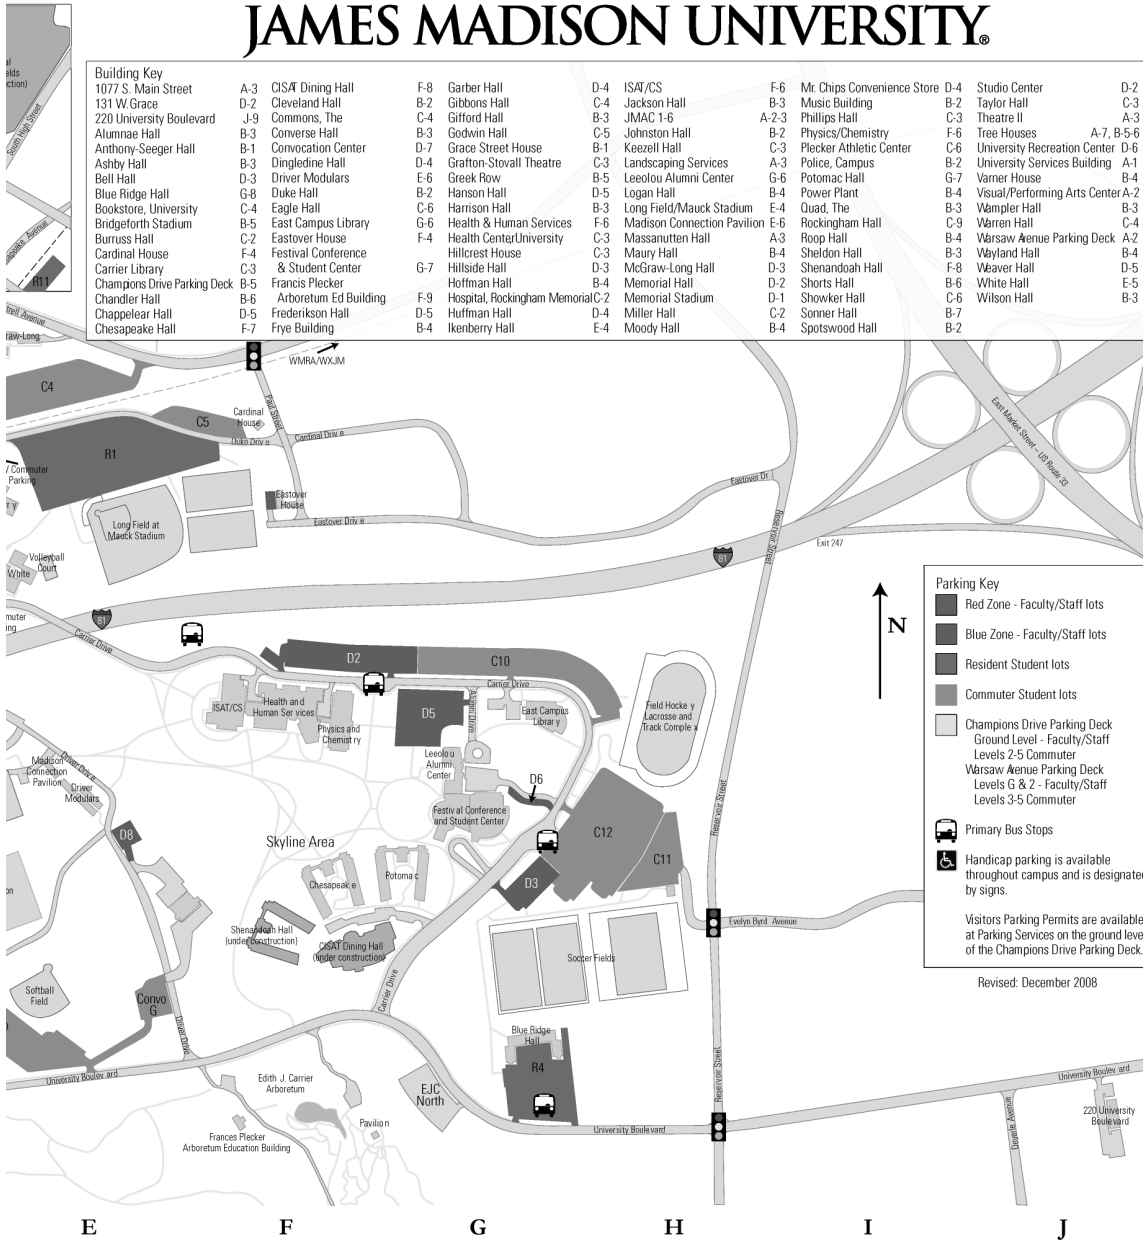 JAMES MADISON UNIVERSITY®
Building Key
1077 S. Main Street A-3
131 W. Grace D-2
220 University Boulevard J-9
Alumnae Hall B-3
Anthony-Seeger Hall B-1
Ashby Hall B-3
Bell Hall D-3
Blue Ridge Hall G-8
Bookstore, University C-4
Bridgeforth Stadium B-5
Burruss Hall C-2
Cardinal House F-4
Carrier Library C-3
Champions Drive Parking Deck B-5
Chandler Hall B-6
Chappelear Hall D-5
Chesapeake Hall F-7
CISAT Dining Hall F-8
Cleveland Hall B-2
Commons, The C-4
Converse Hall B-3
Convocation Center D-7
Dingledine Hall D-4
Driver Modulars E-6
Duke Hall B-2
Eagle Hall C-6
East Campus Library G-6
Eastover House F-4
Festival Conference
& Student Center G-7
Francis Plecker
Arboretum Ed Building F-9
Frederikson Hall D-5
Frye Building B-4
Garber Hall D-4
Gibbons Hall C-4
Gifford Hall B-3
Godwin Hall C-5
Grace Street House B-1
Grafton-Stovall Theatre C-3
Greek Row B-5
Hanson Hall D-5
Harrison Hall B-3
Health & Human Services F-6
Health CenterUniversity C-3
Hillcrest House C-3
Hillside Hall D-3
Hoffman Hall B-4
Hospital, Rockingham Memorial C-2
Huffman Hall D-4
Ikenberry Hall E-4
ISAT/CS F-6
Jackson Hall B-3
JMAC 1-6 A-2-3
Johnston Hall B-2
Keezell Hall C-3
Landscaping Services A-3
Leeolou Alumni Center G-6
Logan Hall B-4
Long Field/Mauck Stadium E-4
Madison Connection Pavilion E-6
Massanutten Hall A-3
Maury Hall B-4
McGraw-Long Hall D-3
Memorial Hall D-2
Memorial Stadium D-1
Miller Hall C-2
Moody Hall B-4
Mr. Chips Convenience Store D-4
Music Building B-2
Phillips Hall C-3
Physics/Chemistry F-6
Plecker Athletic Center C-6
Police, Campus B-2
Potomac Hall G-7
Power Plant B-4
Quad, The B-3
Rockingham Hall C-9
Roop Hall B-4
Sheldon Hall B-3
Shenandoah Hall F-8
Shorts Hall B-6
Showker Hall C-6
Sonner Hall B-7
Spotswood Hall B-2
Studio Center D-2
Taylor Hall C-3
Theatre II A-3
Tree Houses A-7, B-5-6
University Recreation Center D-6
University Services Building A-1
Varner House B-4
Visual/Performing Arts Center A-2
Wampler Hall B-3
Warren Hall C-4
Warsaw Avenue Parking Deck A-2
Wayland Hall B-4
Weaver Hall D-5
White Hall E-5
Wilson Hall B-3
South High Street
R11
WMRA/WXJM
C4
C5
Cardinal
House
Paul Street
Duke Drive
Cardinal Drive
R1
/ Commuter
Parking
Eastover
House
Eastover Drive
Eastover Dr
Long Field at
Mauck Stadium
Volleyball
Court
White
81
81
Exit 247
East Market Street – US Route 33
Reservoir Street
Carrier Drive
D2
C10
Carrier Drive
ISAT/CS
Health and
Human Services
Physics and
Chemistry
D5
Alumni Drive
East Campus
Library
Leeolou
Alumni
Center
D6
Festival Conference
and Student Center
Field Hockey
Lacrosse and
Track Complex
Reservoir Street
Madison
Connection
Pavilion
Driver Drive
Driver
Modulars
D8
Skyline Area
Chesapeake
Potomac
C12
C11
D3
Shenandoah Hall
(under construction)
CISAT Dining Hall
(under construction)
Evelyn Byrd Avenue
Soccer Fields
Carrier Drive
Softball
Field
Convo
G
Driver Drive
University Boulevard
Blue Ridge
Hall
R4
EJC
North
Edith J. Carrier
Arboretum
Pavilion
Frances Plecker
Arboretum Education Building
University Boulevard
Reservoir Street
University Boulevard
Deyerle Avenue
220 University
Boulevard
N
Parking Key
Red Zone - Faculty/Staff lots
Blue Zone - Faculty/Staff lots
Resident Student lots
Commuter Student lots
Champions Drive Parking Deck
Ground Level - Faculty/Staff
Levels 2-5 Commuter
Warsaw Avenue Parking Deck
Levels G & 2 - Faculty/Staff
Levels 3-5 Commuter
Primary Bus Stops
Handicap parking is available
throughout campus and is designated
by signs.
Visitors Parking Permits are available
at Parking Services on the ground leve
of the Champions Drive Parking Deck.
Revised: December 2008
E F G H I J